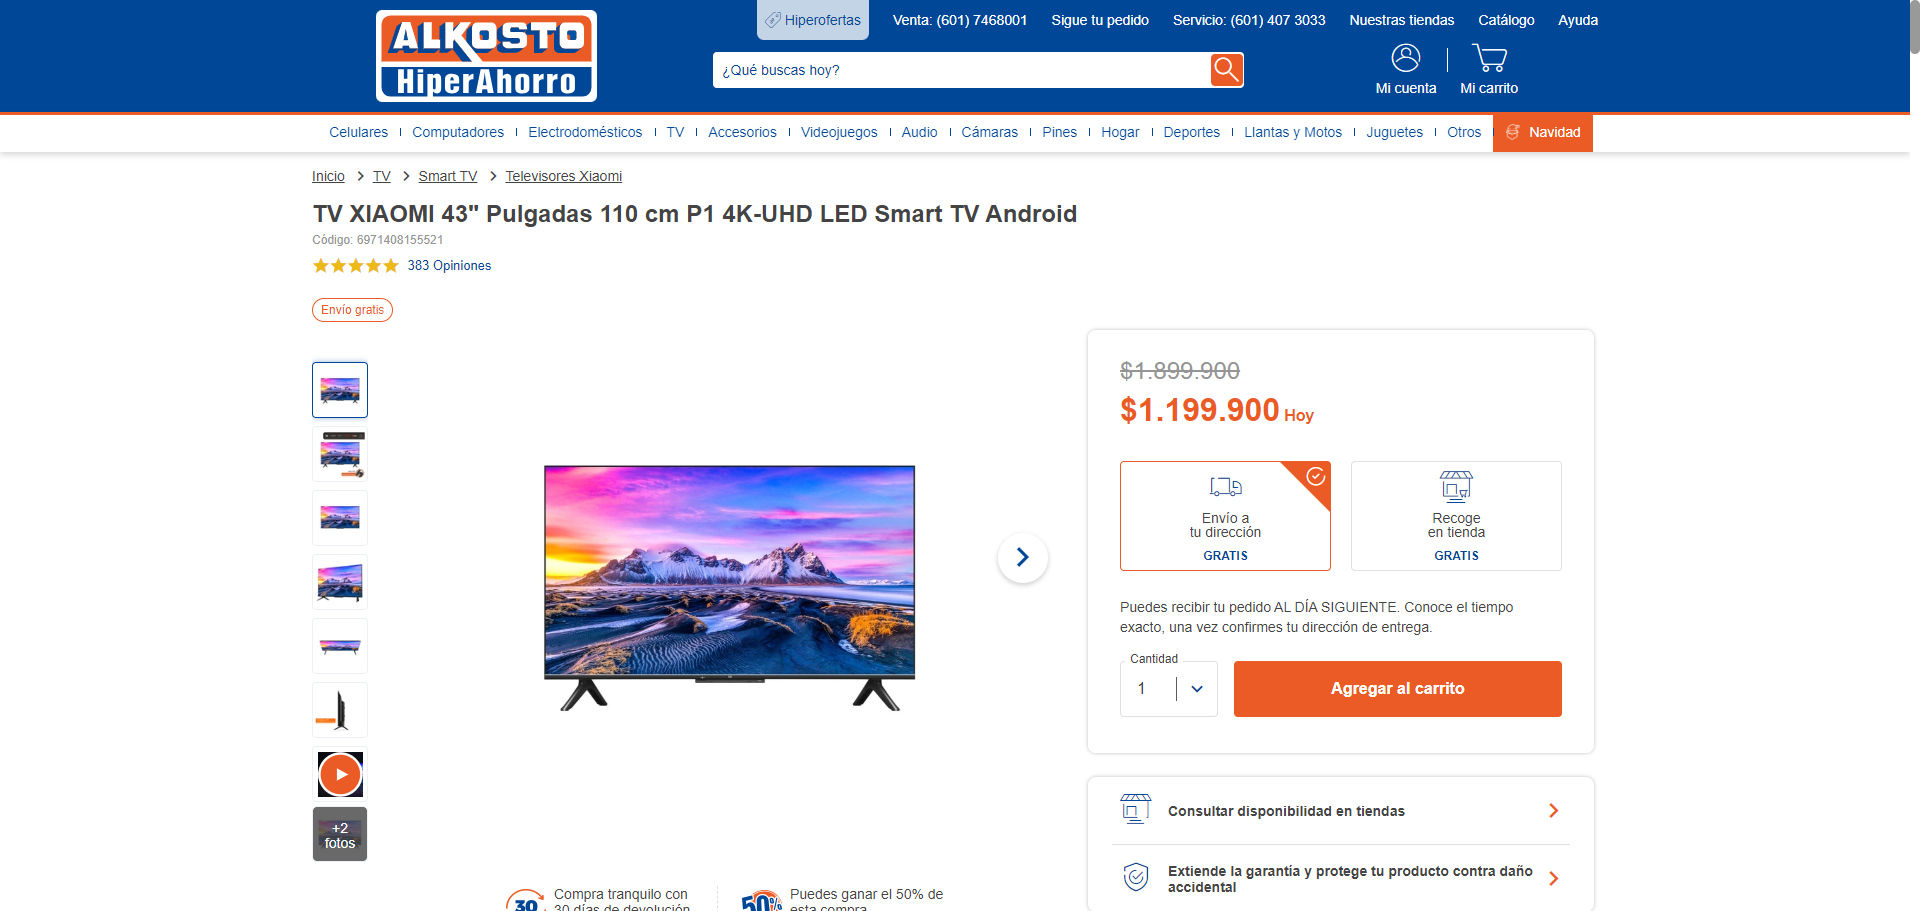 ALKOSTO
HiperAhorro
Hiperofertas
Venta: (601) 7468001
Sigue tu pedido
Servicio: (601) 407 3033
Nuestras tiendas
Catálogo
Ayuda
¿Qué buscas hoy?
Mi cuenta
Mi carrito
Celulares
Computadores
Electrodomésticos
TV
Accesorios
Videojuegos
Audio
Cámaras
Pines
Hogar
Deportes
Llantas y Motos
Juguetes
Otros
Navidad
Inicio > TV > Smart TV > Televisores Xiaomi
TV XIAOMI 43" Pulgadas 110 cm P1 4K-UHD LED Smart TV Android
Código: 6971408155521
383 Opiniones
Envío gratis
+2
fotos
$1.899.900
$1.199.900 Hoy
Envío a
tu dirección
GRATIS
Recoge
en tienda
GRATIS
Puedes recibir tu pedido AL DÍA SIGUIENTE. Conoce el tiempo
exacto, una vez confirmes tu dirección de entrega.
Cantidad
1
Agregar al carrito
Consultar disponibilidad en tiendas
Extiende la garantía y protege tu producto contra daño
accidental
30
Compra tranquilo con
30 días de devolución
50%
Puedes ganar el 50% de
esta compra